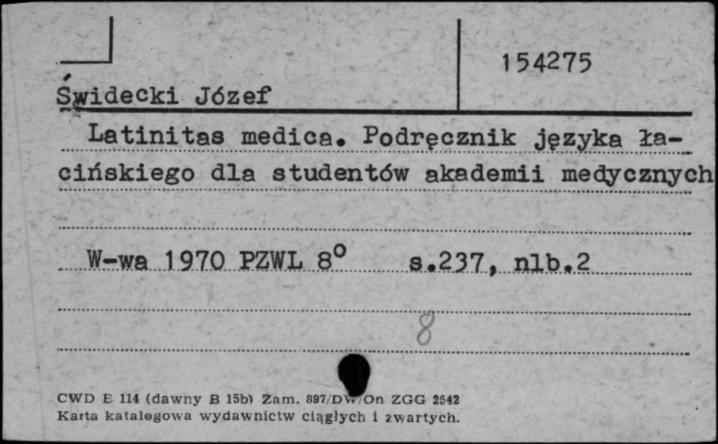 154275
Świdecki Józef
Latinitas medica. Podręcznik języka ła-
cińskiego dla studentów akademii medycznych
W-wa 1970 PZWL 8° s.237, nlb.2
8
CWD E 114 (dawny B 15b) Zam. 897/DW/On ZGG 2542
Karta katalogowa wydawnictw ciągłych i zwartych.